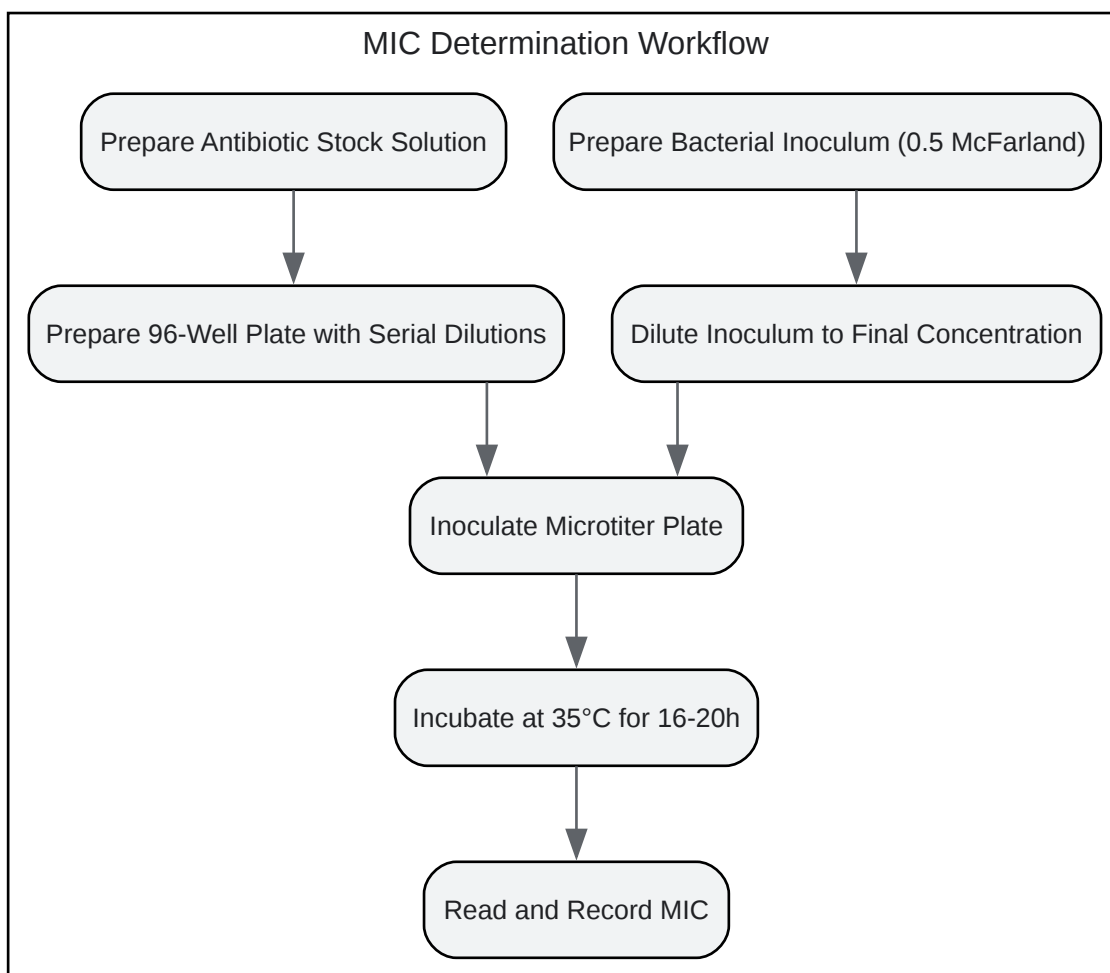 MIC Determination Workflow
Prepare Antibiotic Stock Solution
Prepare Bacterial Inoculum (0.5 McFarland)
Prepare 96-Well Plate with Serial Dilutions
Dilute Inoculum to Final Concentration
Inoculate Microtiter Plate
Incubate at 35°C for 16-20h
Read and Record MIC